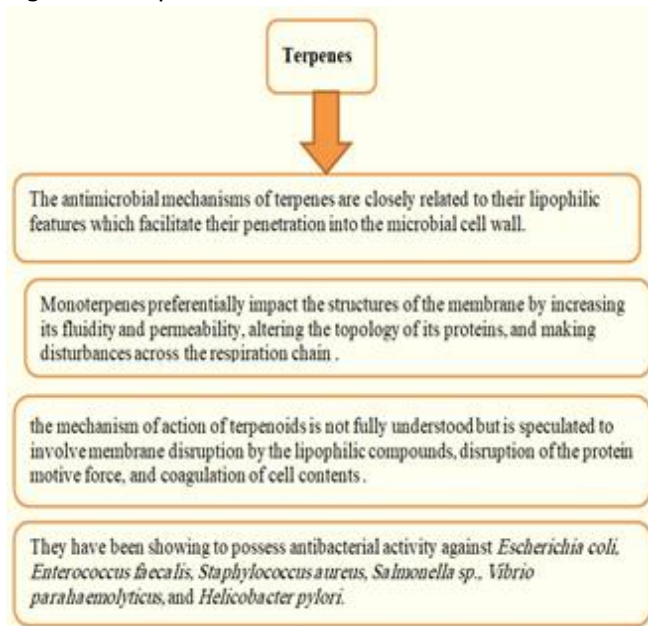 Terpenes
The antimicrobial mechanisms of terpenes are closely related to their lipophilic
features which facilitate their penetration into the microbial cell wall.
Monoterpenes preferentially impact the structures of the membrane by increasing
its fluidity and permeability, altering the topology of its proteins, and making
disturbances across the respiration chain .
the mechanism of action of terpenoids is not fully understood but is speculated to
involve membrane disruption by the lipophilic compounds, disruption of the protein
motive force, and coagulation of cell contents .
They have been showing to possess antibacterial activity against Escherichia coli,
Enterococcus faecalis, Staphylococcus aureus, Salmonella sp., Vibrio
parahaemolyticus, and Helicobacter pylori.